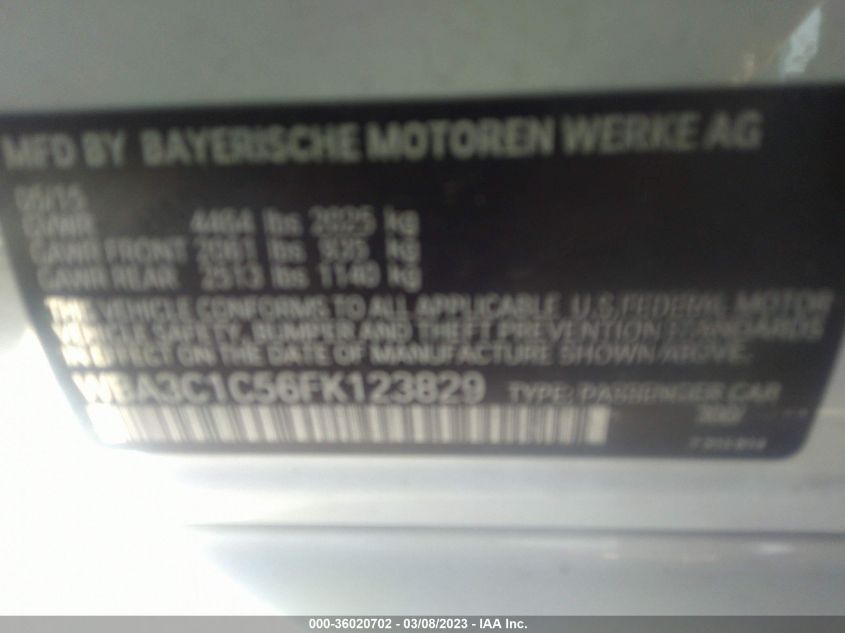 MFD BY BAYERISCHE MOTOREN WERKE AG
05/15
GVWR 4464 lbs 2025 kg
GAWR FRONT 2061 lbs 935 kg
GAWR REAR 2513 lbs 1140 kg
THIS VEHICLE CONFORMS TO ALL APPLICABLE U.S. FEDERAL MOTOR
VEHICLE SAFETY, BUMPER AND THEFT PREVENTION STANDARDS
IN EFFECT ON THE DATE OF MANUFACTURE SHOWN ABOVE.
WBA3C1C56FK123829 TYPE: PASSENGER CAR
000-36020702 - 03/08/2023 - IAA Inc.